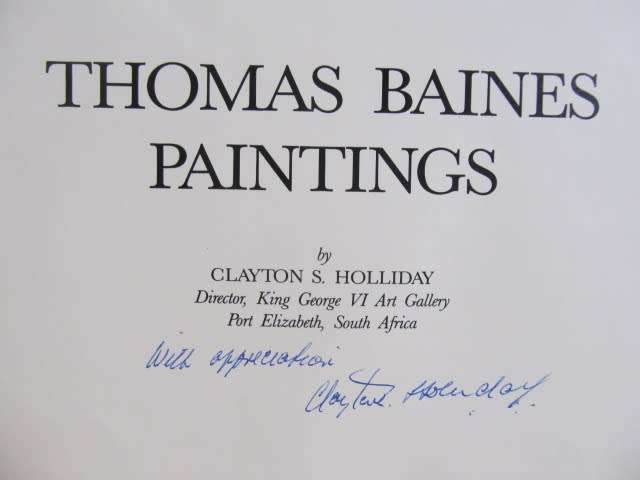 THOMAS BAINES
PAINTINGS
by
CLAYTON S. HOLLIDAY
Director, King George VI Art Gallery
Port Elizabeth, South Africa
With appreciation
Clayton S. Holliday.